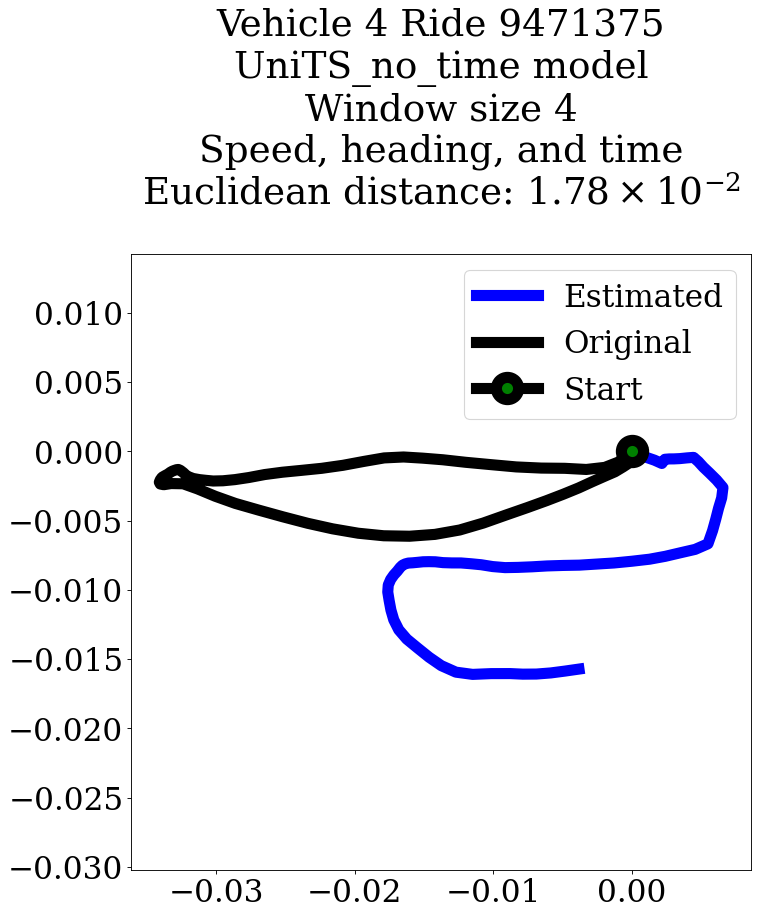 Vehicle 4 Ride 9471375
UniTS_no_time model
Window size 4
Speed, heading, and time
Euclidean distance: 1.78 × 10⁻²
Estimated
Original
Start
0.010
0.005
0.000
−0.005
−0.010
−0.015
−0.020
−0.025
−0.030
−0.03 −0.02 −0.01 0.00